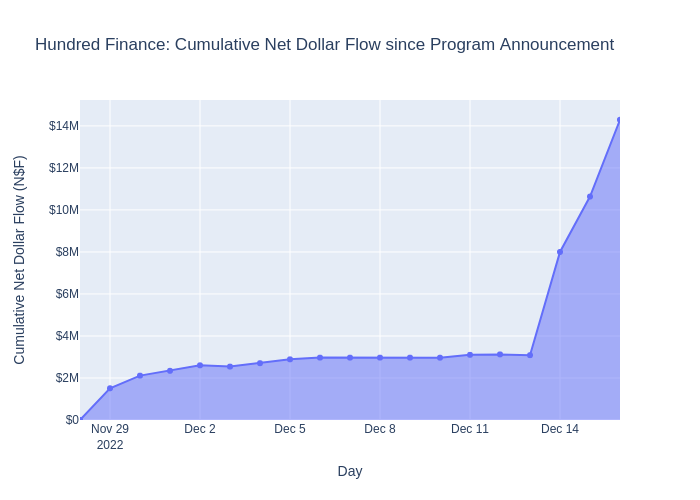 Hundred Finance: Cumulative Net Dollar Flow since Program Announcement
Cumulative Net Dollar Flow (N$F)
$14M
$12M
$10M
$8M
$6M
$4M
$2M
$0
Nov 29
2022
Dec 2
Dec 5
Dec 8
Dec 11
Dec 14
Day